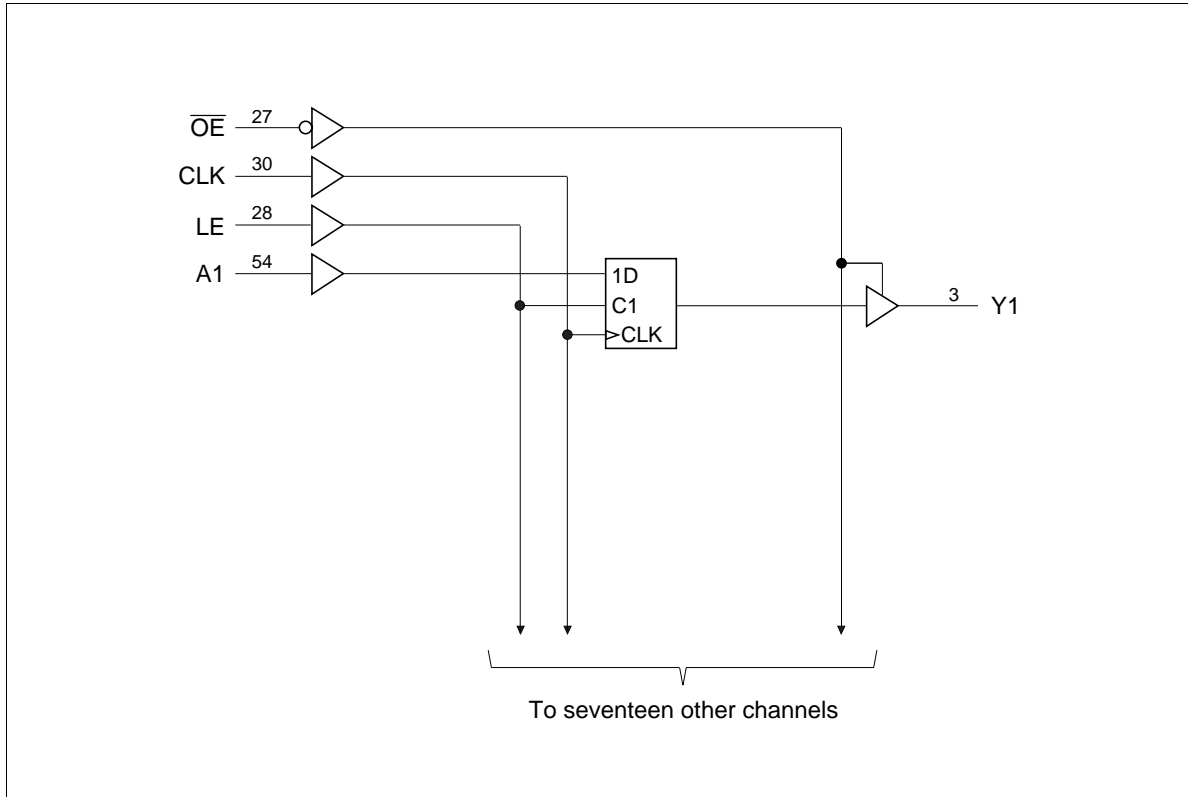 OE 27
CLK 30
LE 28
A1 54
1D
C1
CLK
3 Y1
To seventeen other channels